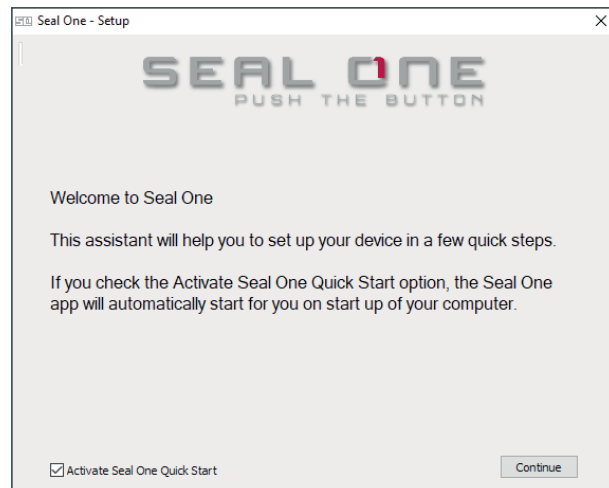 Seal One - Setup
SEAL ONE
PUSH THE BUTTON
Welcome to Seal One
This assistant will help you to set up your device in a few quick steps.
If you check the Activate Seal One Quick Start option, the Seal One
app will automatically start for you on start up of your computer.
Activate Seal One Quick Start
Continue